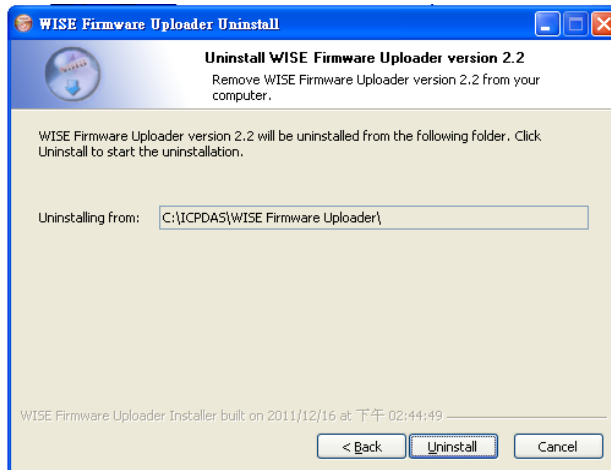 WISE Firmware Uploader Uninstall
Uninstall WISE Firmware Uploader version 2.2
Remove WISE Firmware Uploader version 2.2 from your
computer.
WISE Firmware Uploader version 2.2 will be uninstalled from the following folder. Click
Uninstall to start the uninstallation.
Uninstalling from: C:\ICPDAS\WISE Firmware Uploader\
WISE Firmware Uploader Installer built on 2011/12/16 at 下午 02:44:49
< Back Uninstall Cancel